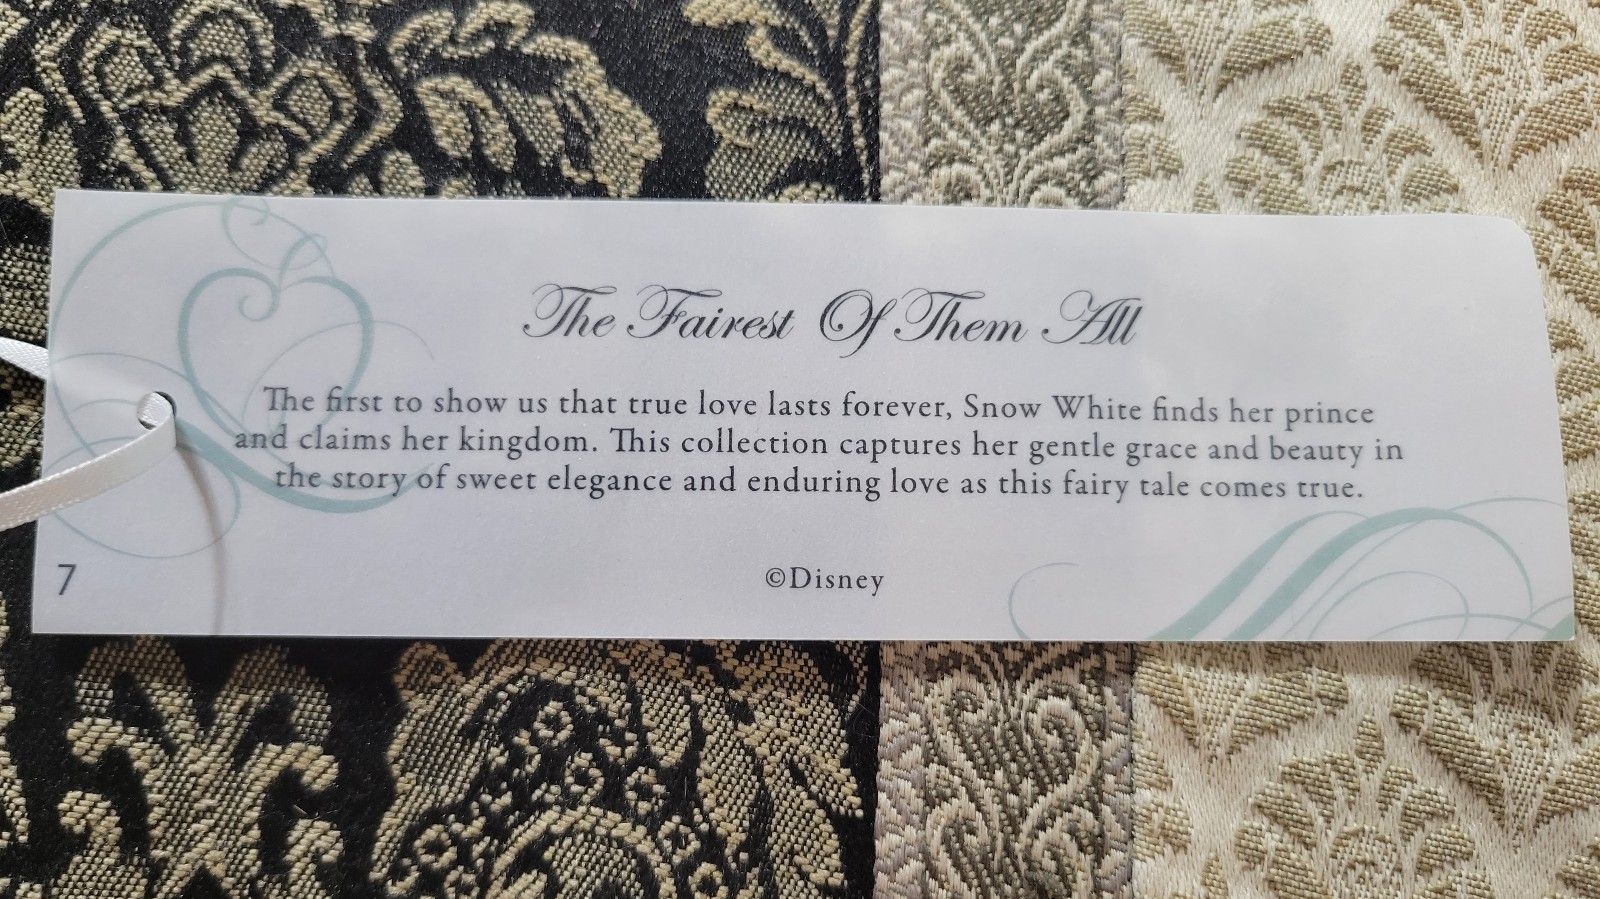 The Fairest Of Them All
The first to show us that true love lasts forever, Snow White finds her prince
and claims her kingdom. This collection captures her gentle grace and beauty in
the story of sweet elegance and enduring love as this fairy tale comes true.
7
©Disney